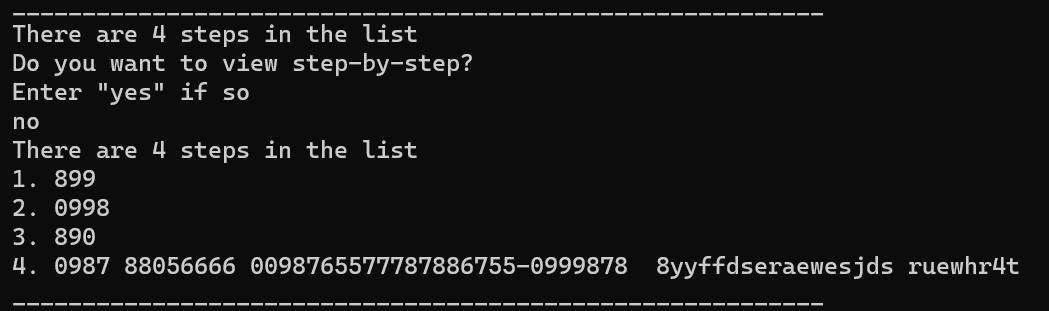 __________________________________________________________
There are 4 steps in the list
Do you want to view step-by-step?
Enter "yes" if so
no
There are 4 steps in the list
1. 899
2. 0998
3. 890
4. 0987 88056666 0098765577787886755-0999878  8yyffdseraewesjds ruewhr4t
__________________________________________________________